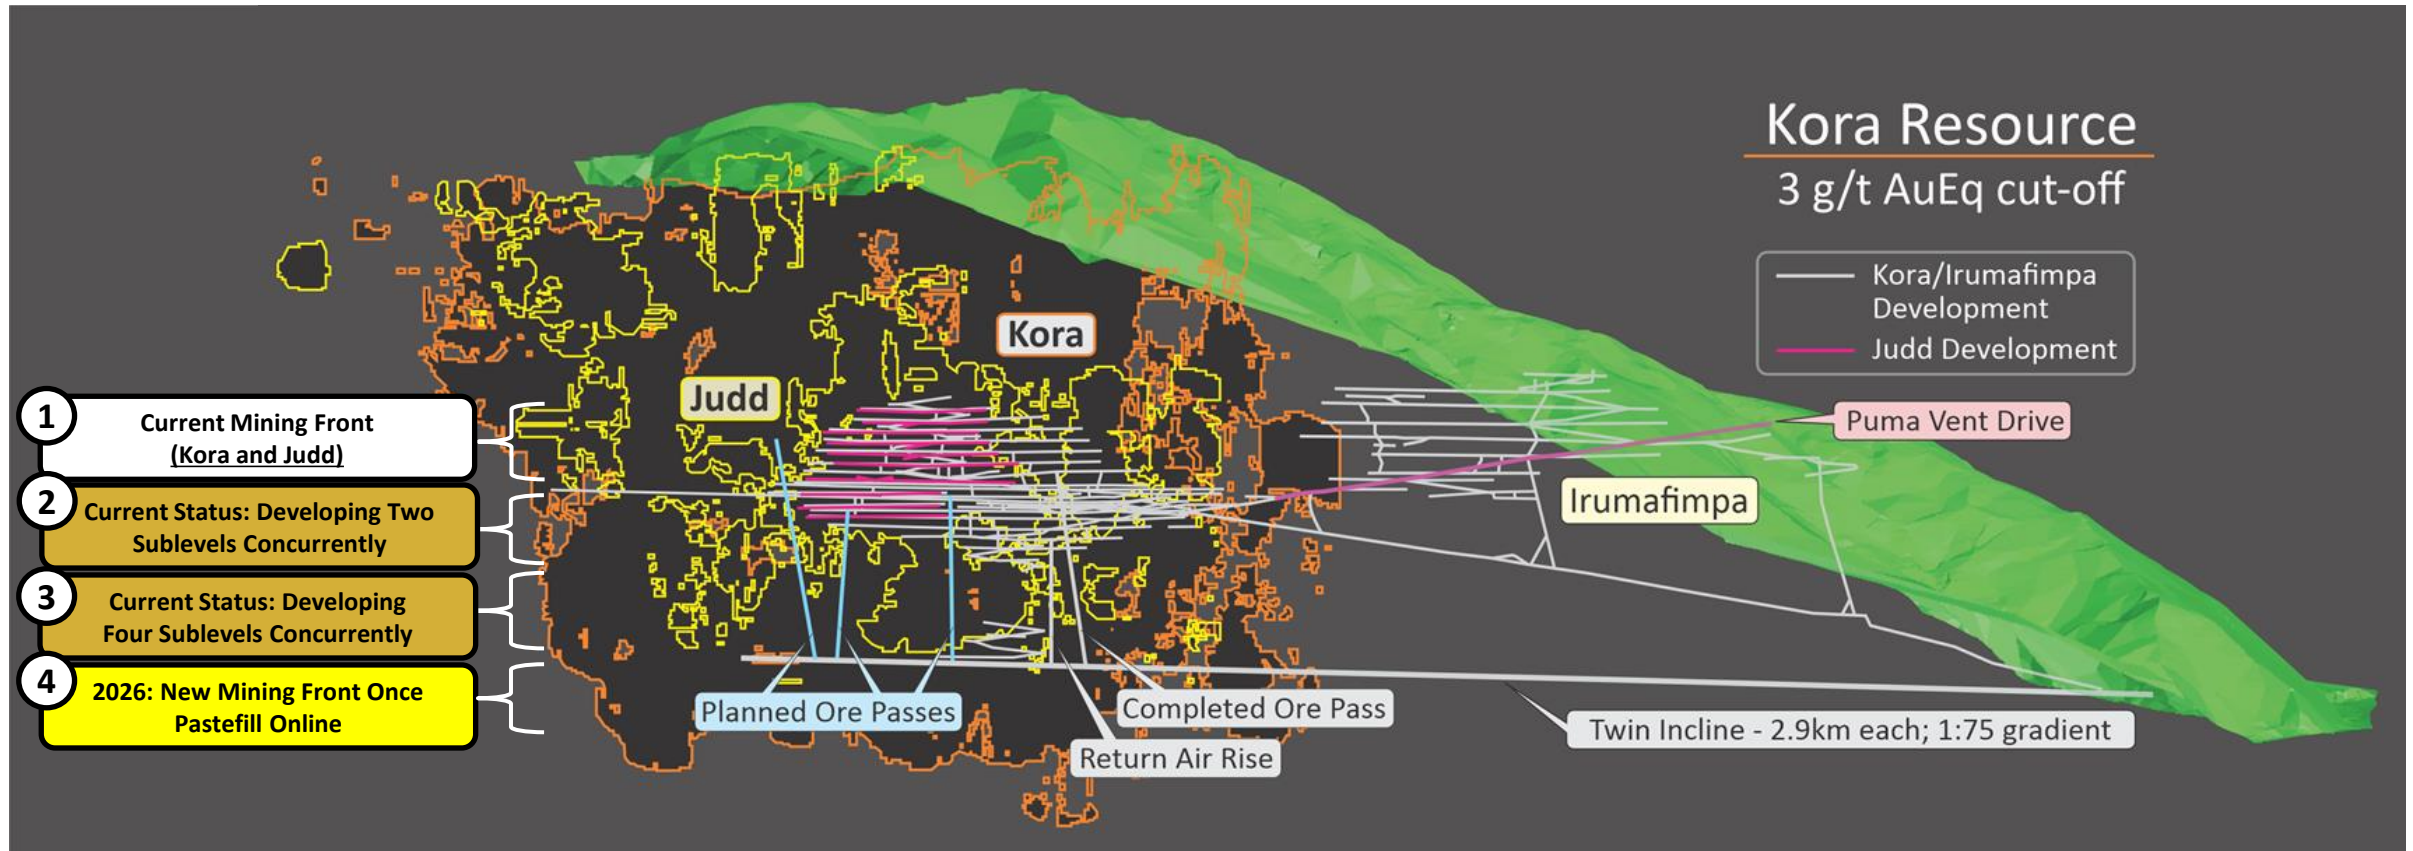 Kora Resource
3 g/t AuEq cut-off
Kora/Irumafimpa
Development
Judd Development
Kora
Judd
1
Current Mining Front
(Kora and Judd)
2
Current Status: Developing Two
Sublevels Concurrently
3
Current Status: Developing
Four Sublevels Concurrently
4
2026: New Mining Front Once
Pastefill Online
Puma Vent Drive
Irumafimpa
Planned Ore Passes
Completed Ore Pass
Return Air Rise
Twin Incline - 2.9km each; 1:75 gradient